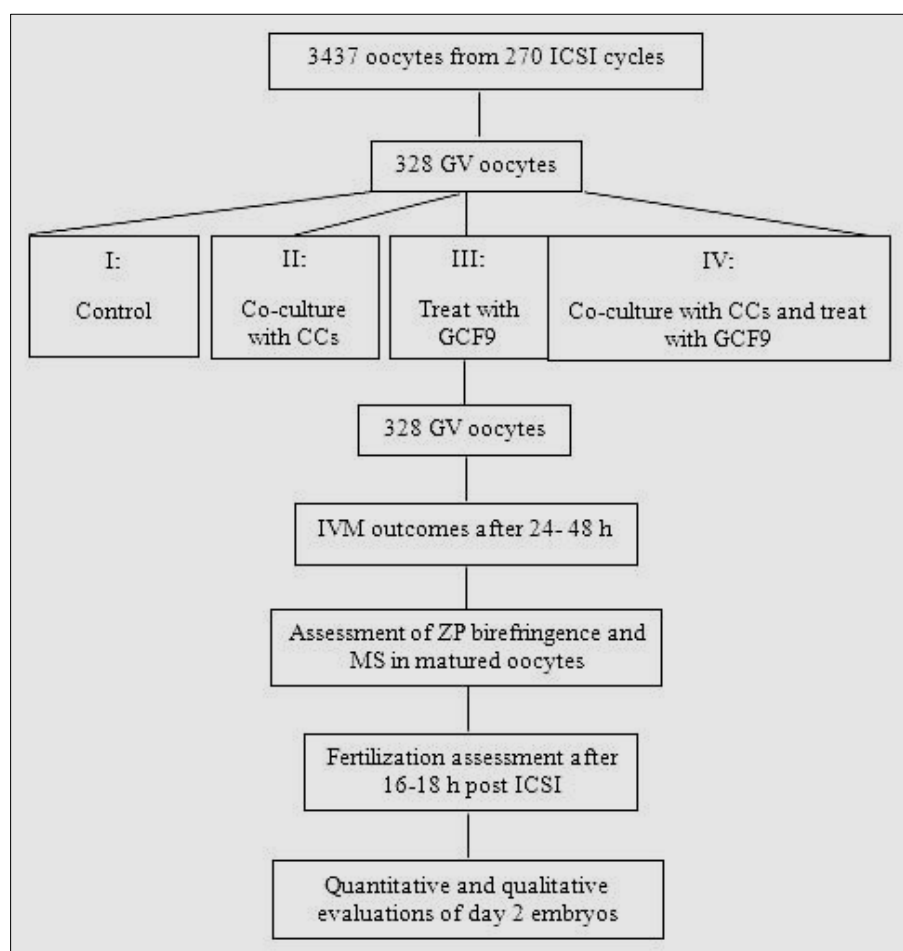 3437 oocytes from 270 ICSI cycles
328 GV oocytes
I:
Control
II:
Co-culture
with CCs
III:
Treat with
GCF9
IV:
Co-culture with CCs and treat
with GCF9
328 GV oocytes
IVM outcomes after 24- 48 h
Assessment of ZP birefringence and
MS in matured oocytes
Fertilization assessment after
16-18 h post ICSI
Quantitative and qualitative
evaluations of day 2 embryos